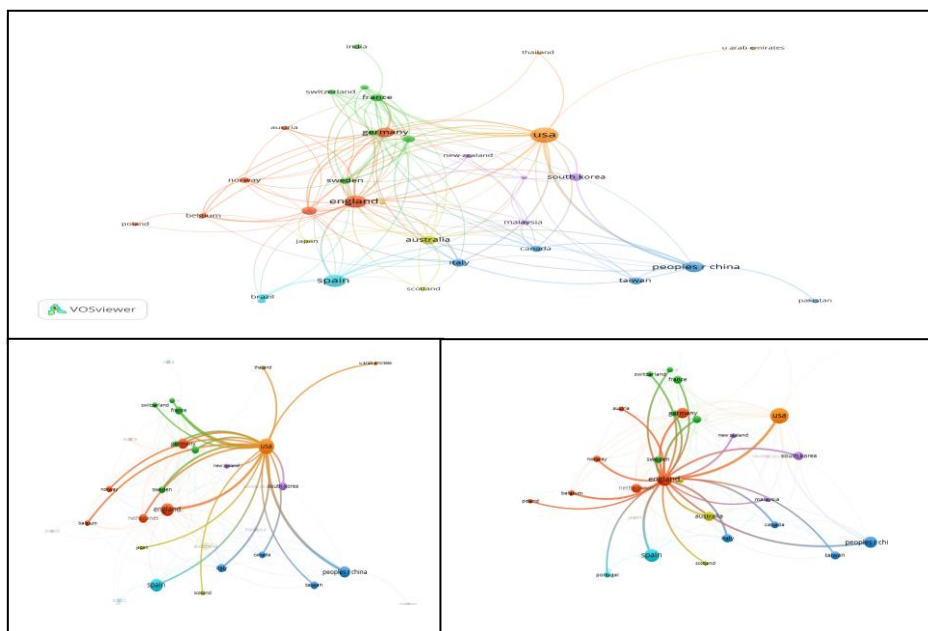 india
thailand
u arab emirates
switzerland
france
austria
germany
usa
new zealand
norway
sweden
south korea
england
belgium
poland
malaysia
japan
australia
canada
italy
peoples r china
spain
taiwan
scotland
brazil
pakistan
VOSviewer
thailand
u arab emirates
switzerland
france
germany
usa
new zealand
norway
sweden
south korea
belgium
netherlands
england
japan
canada
italy
peoples r china
spain
taiwan
scotland
switzerland
france
austria
germany
usa
new zealand
norway
sweden
south korea
england
belgium
netherlands
poland
malaysia
australia
canada
italy
peoples r chi
spain
taiwan
portugal
scotland